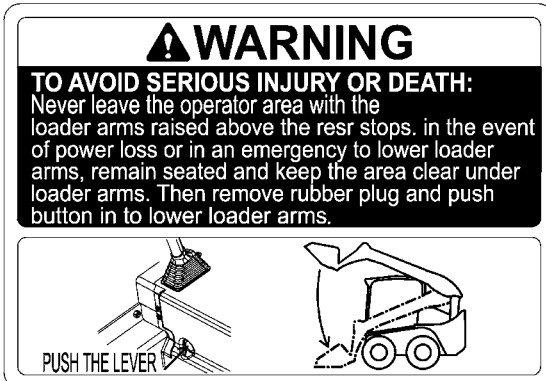 WARNING
TO AVOID SERIOUS INJURY OR DEATH:
Never leave the operator area with the
loader arms raised above the resr stops. in the event
of power loss or in an emergency to lower loader
arms, remain seated and keep the area clear under
loader arms. Then remove rubber plug and push
button in to lower loader arms.
PUSH THE LEVER